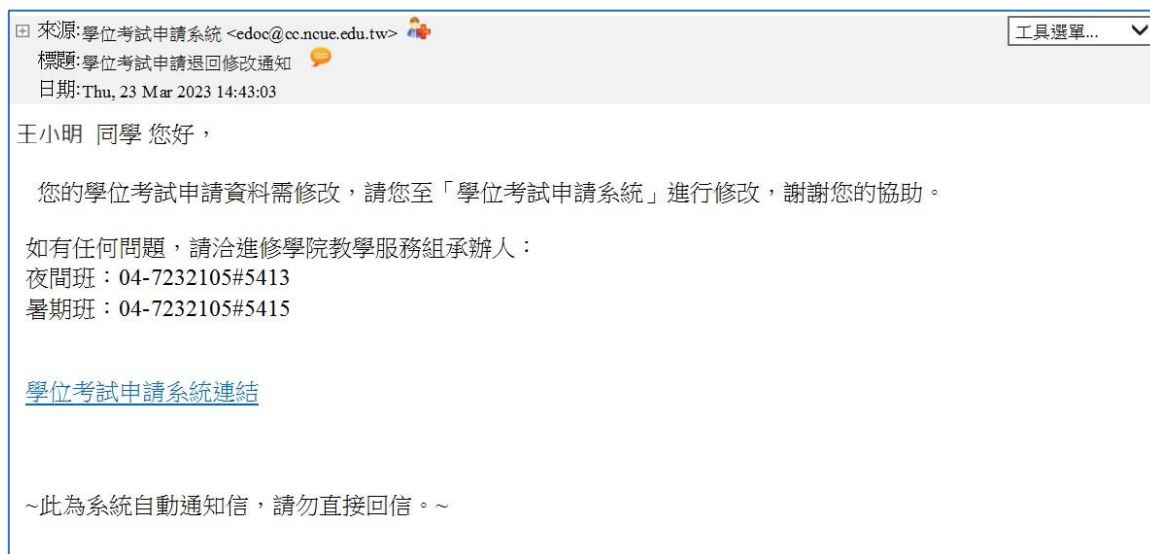 來源:學位考試申請系統 <edoc@cc.ncue.edu.tw>
工具選單...
標題:學位考試申請退回修改通知
日期:Thu, 23 Mar 2023 14:43:03
王小明 同學 您好，
您的學位考試申請資料需修改，請您至「學位考試申請系統」進行修改，謝謝您的協助。
如有任何問題，請洽進修學院教學服務組承辦人：
夜間班：04-7232105#5413
暑期班：04-7232105#5415
學位考試申請系統連結
~此為系統自動通知信，請勿直接回信。~